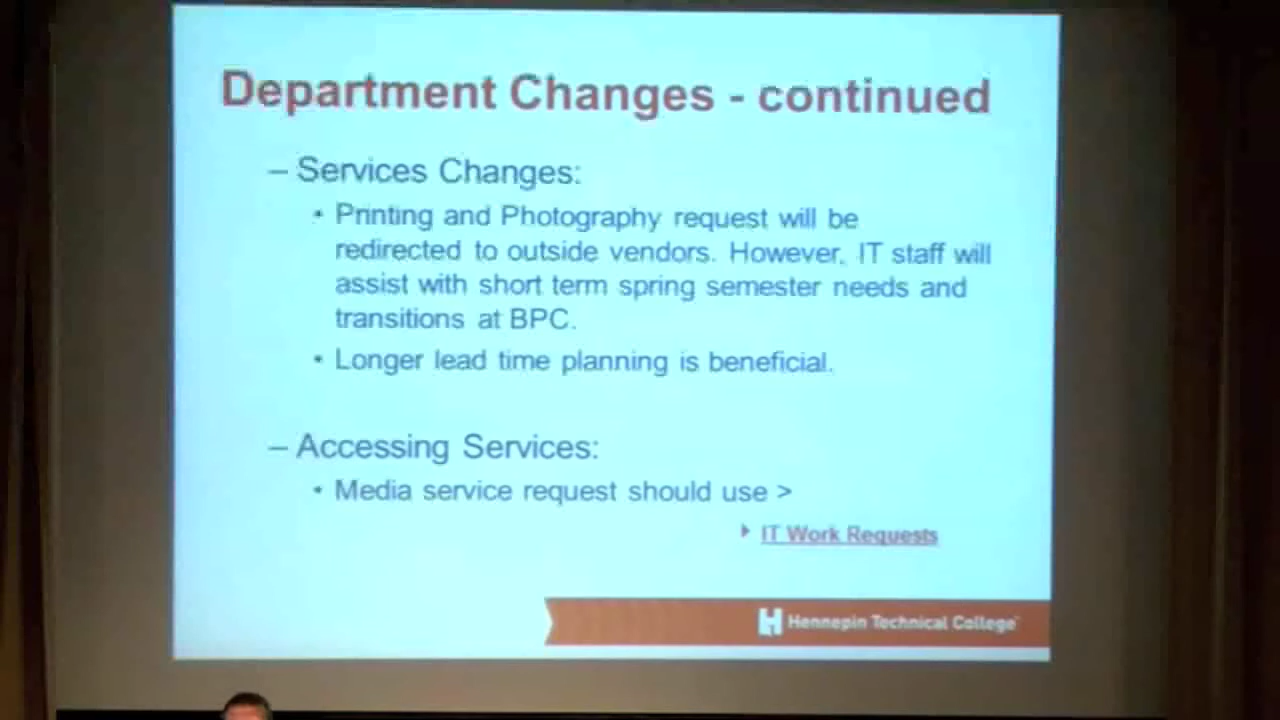 Department Changes - continued
– Services Changes:
• Printing and Photography request will be
redirected to outside vendors. However, IT staff will
assist with short term spring semester needs and
transitions at BPC.
• Longer lead time planning is beneficial.
– Accessing Services:
• Media service request should use >
IT Work Requests
Hennepin Technical College